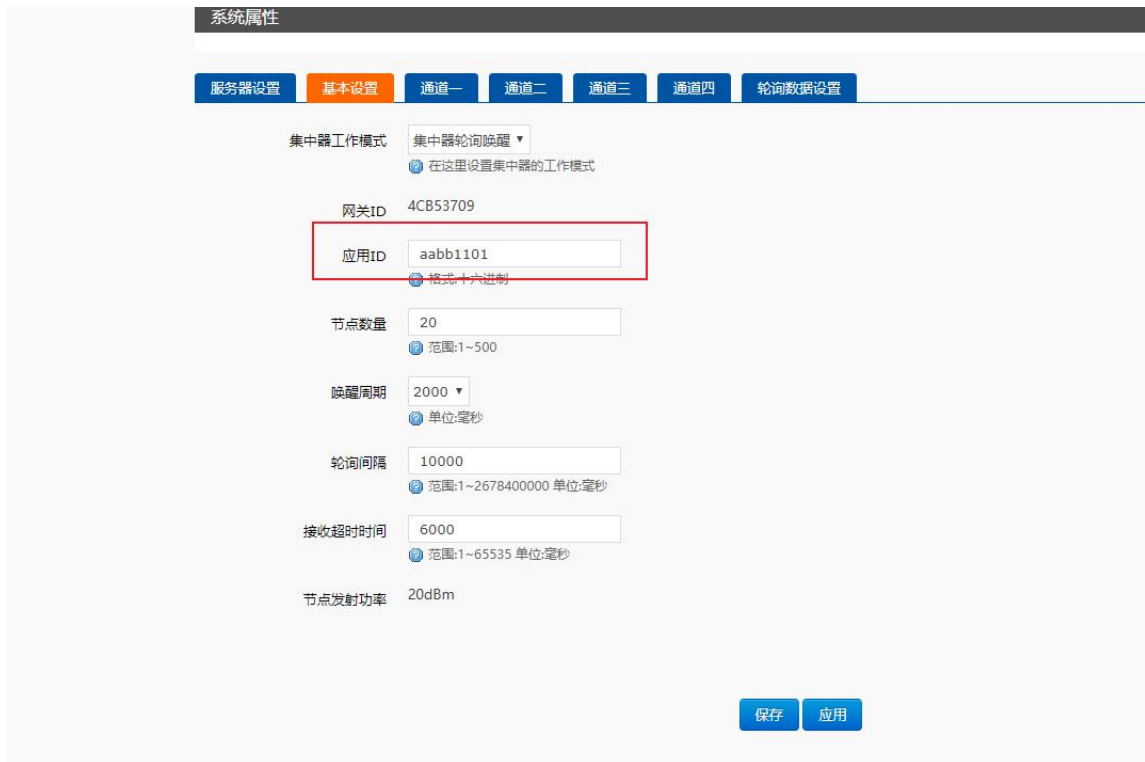 系统属性
服务器设置 基本设置 通道一 通道二 通道三 通道四 轮询数据设置
集中器工作模式 集中器轮询唤醒
在这里设置集中器的工作模式
网关ID 4CB53709
应用ID aabb1101
格式:十六进制
节点数量 20
范围:1~500
唤醒周期 2000
单位:毫秒
轮询间隔 10000
范围:1~2678400000 单位:毫秒
接收超时时间 6000
范围:1~65535 单位:毫秒
节点发射功率 20dBm
保存 应用